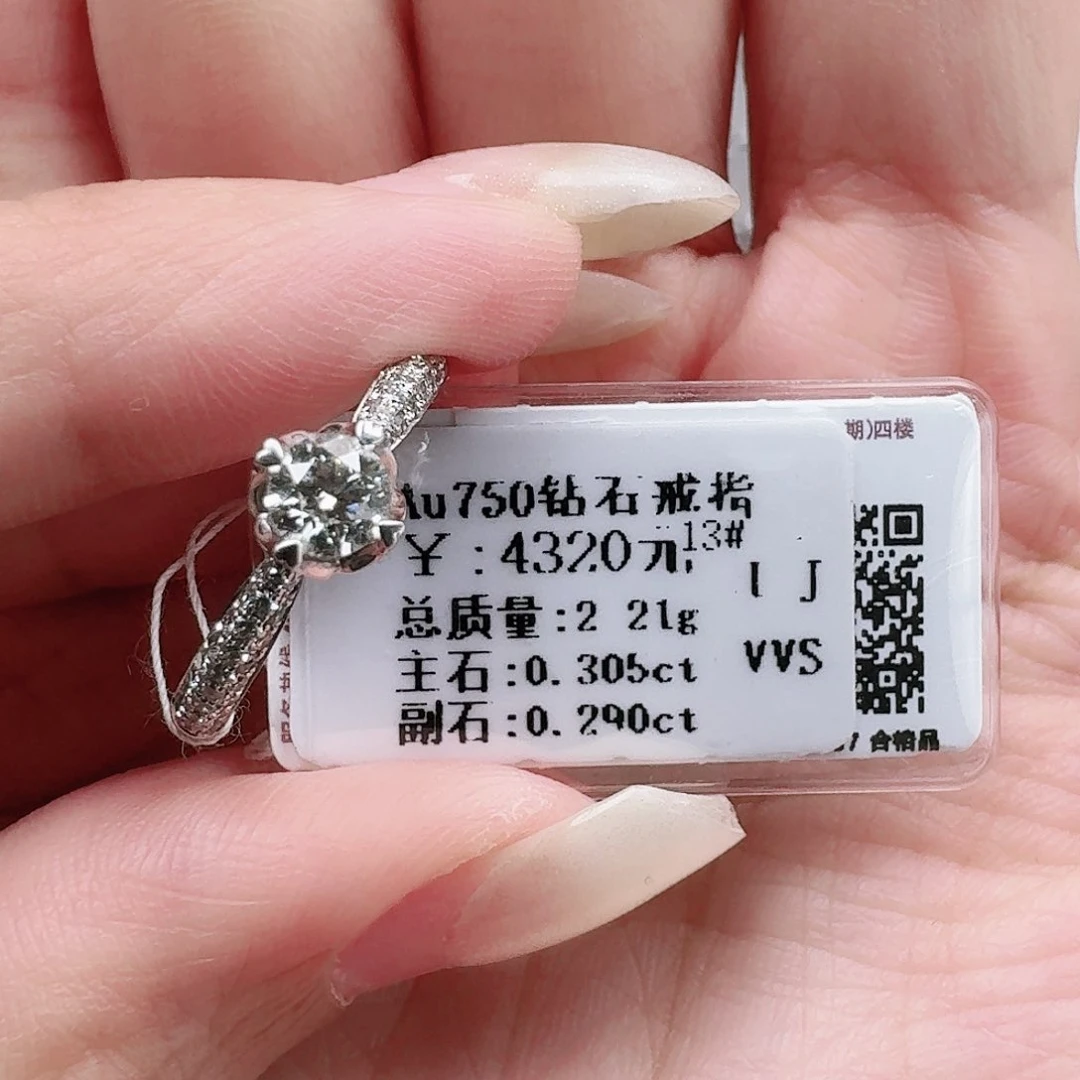 期)四楼
Au750钻石戒指
¥:4320元 13#
I J
总质量:2 21g
VVS
主石:0.305ct
副石:0.290ct
合格品